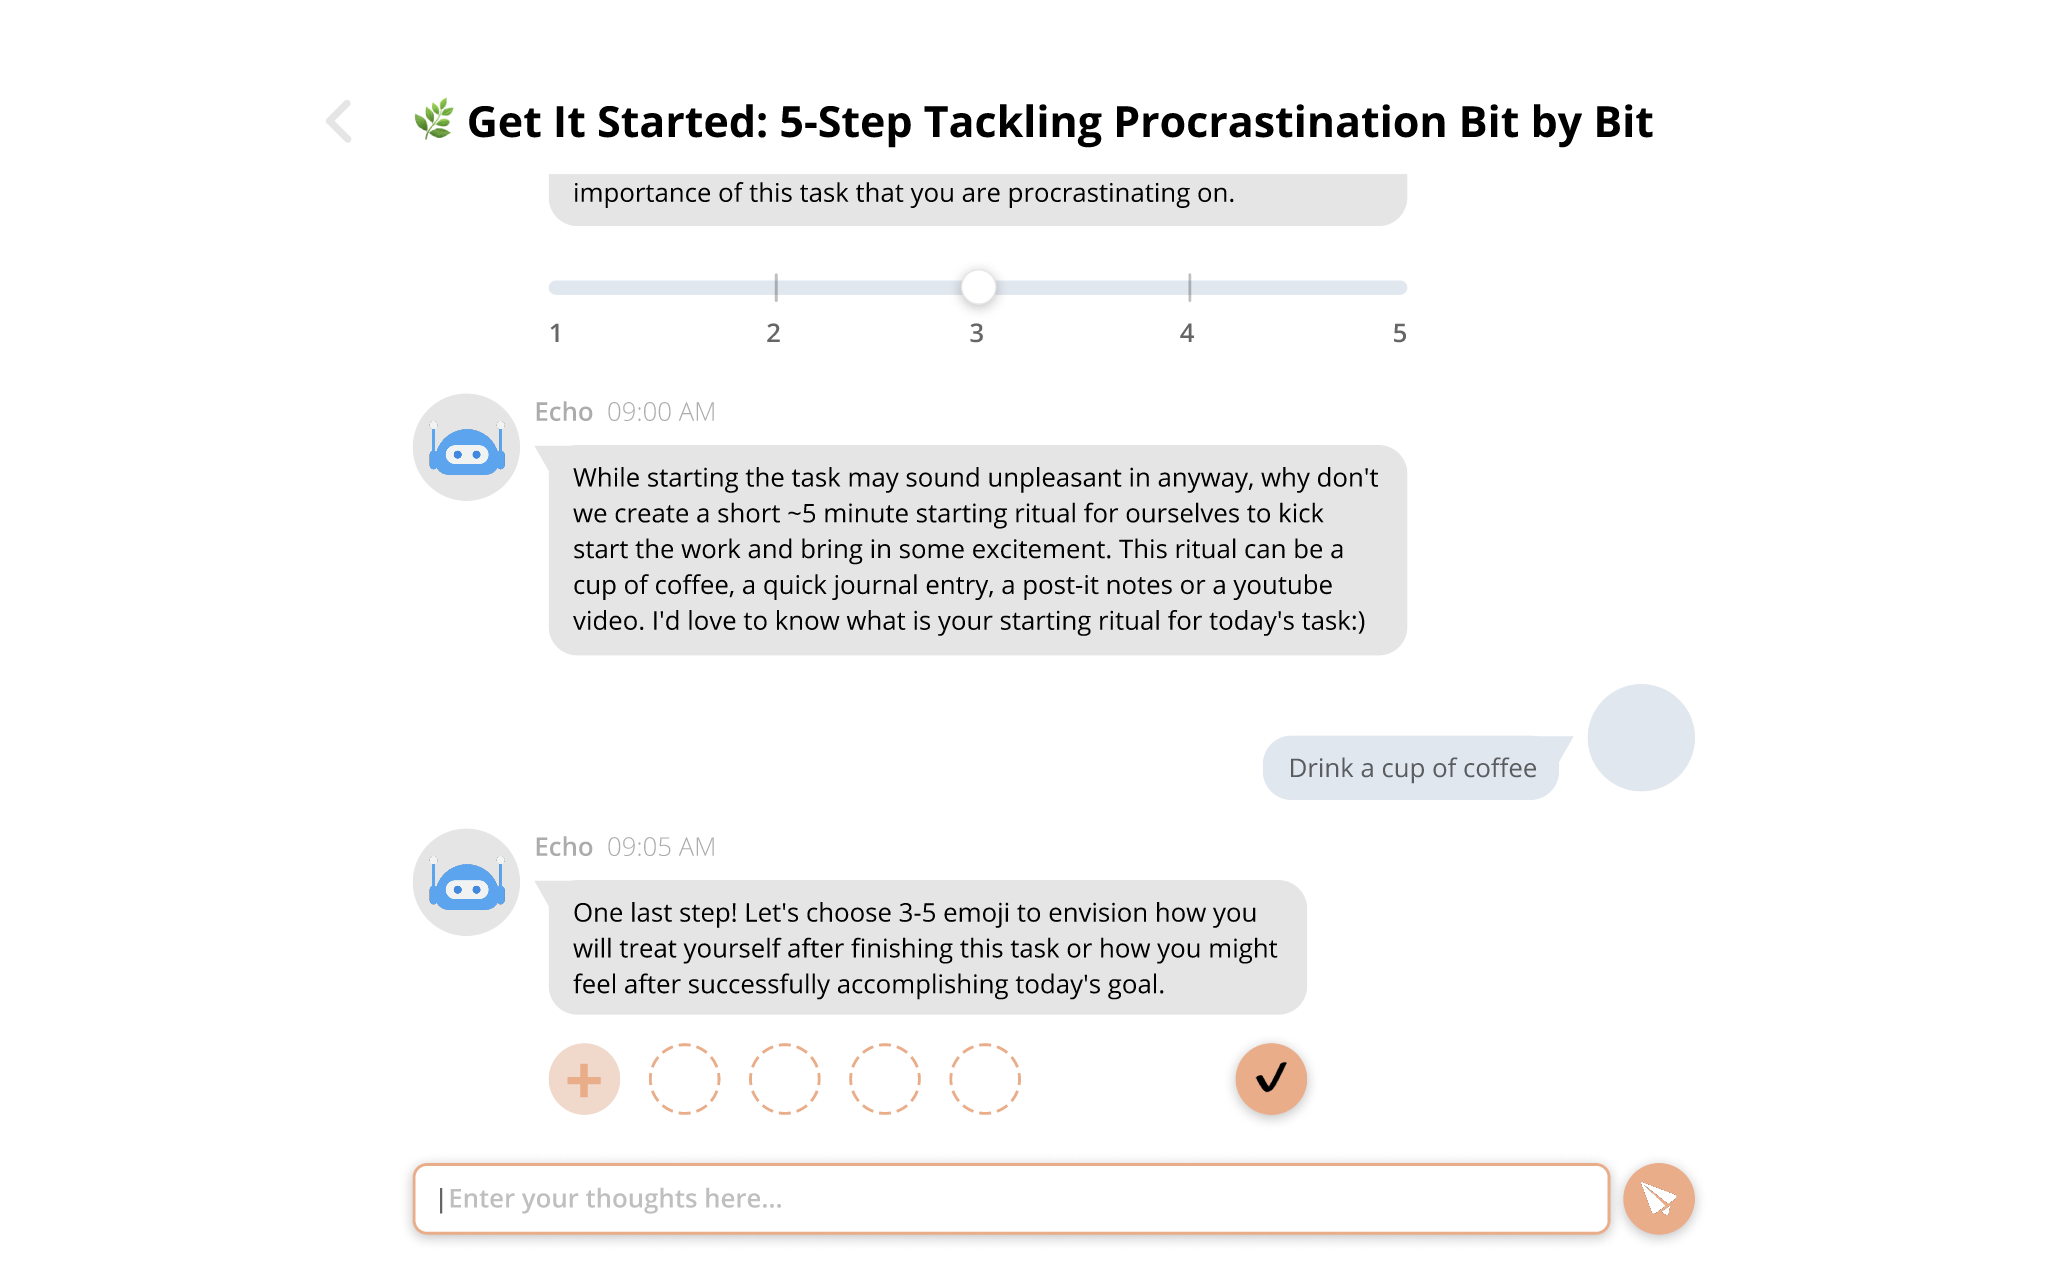 🌿 Get It Started: 5-Step Tackling Procrastination Bit by Bit
importance of this task that you are procrastinating on.
1 2 3 4 5
Echo 09:00 AM
While starting the task may sound unpleasant in anyway, why don't
we create a short ~5 minute starting ritual for ourselves to kick
start the work and bring in some excitement. This ritual can be a
cup of coffee, a quick journal entry, a post-it notes or a youtube
video. I'd love to know what is your starting ritual for today's task:)
Drink a cup of coffee
Echo 09:05 AM
One last step! Let's choose 3-5 emoji to envision how you
will treat yourself after finishing this task or how you might
feel after successfully accomplishing today's goal.
Enter your thoughts here...